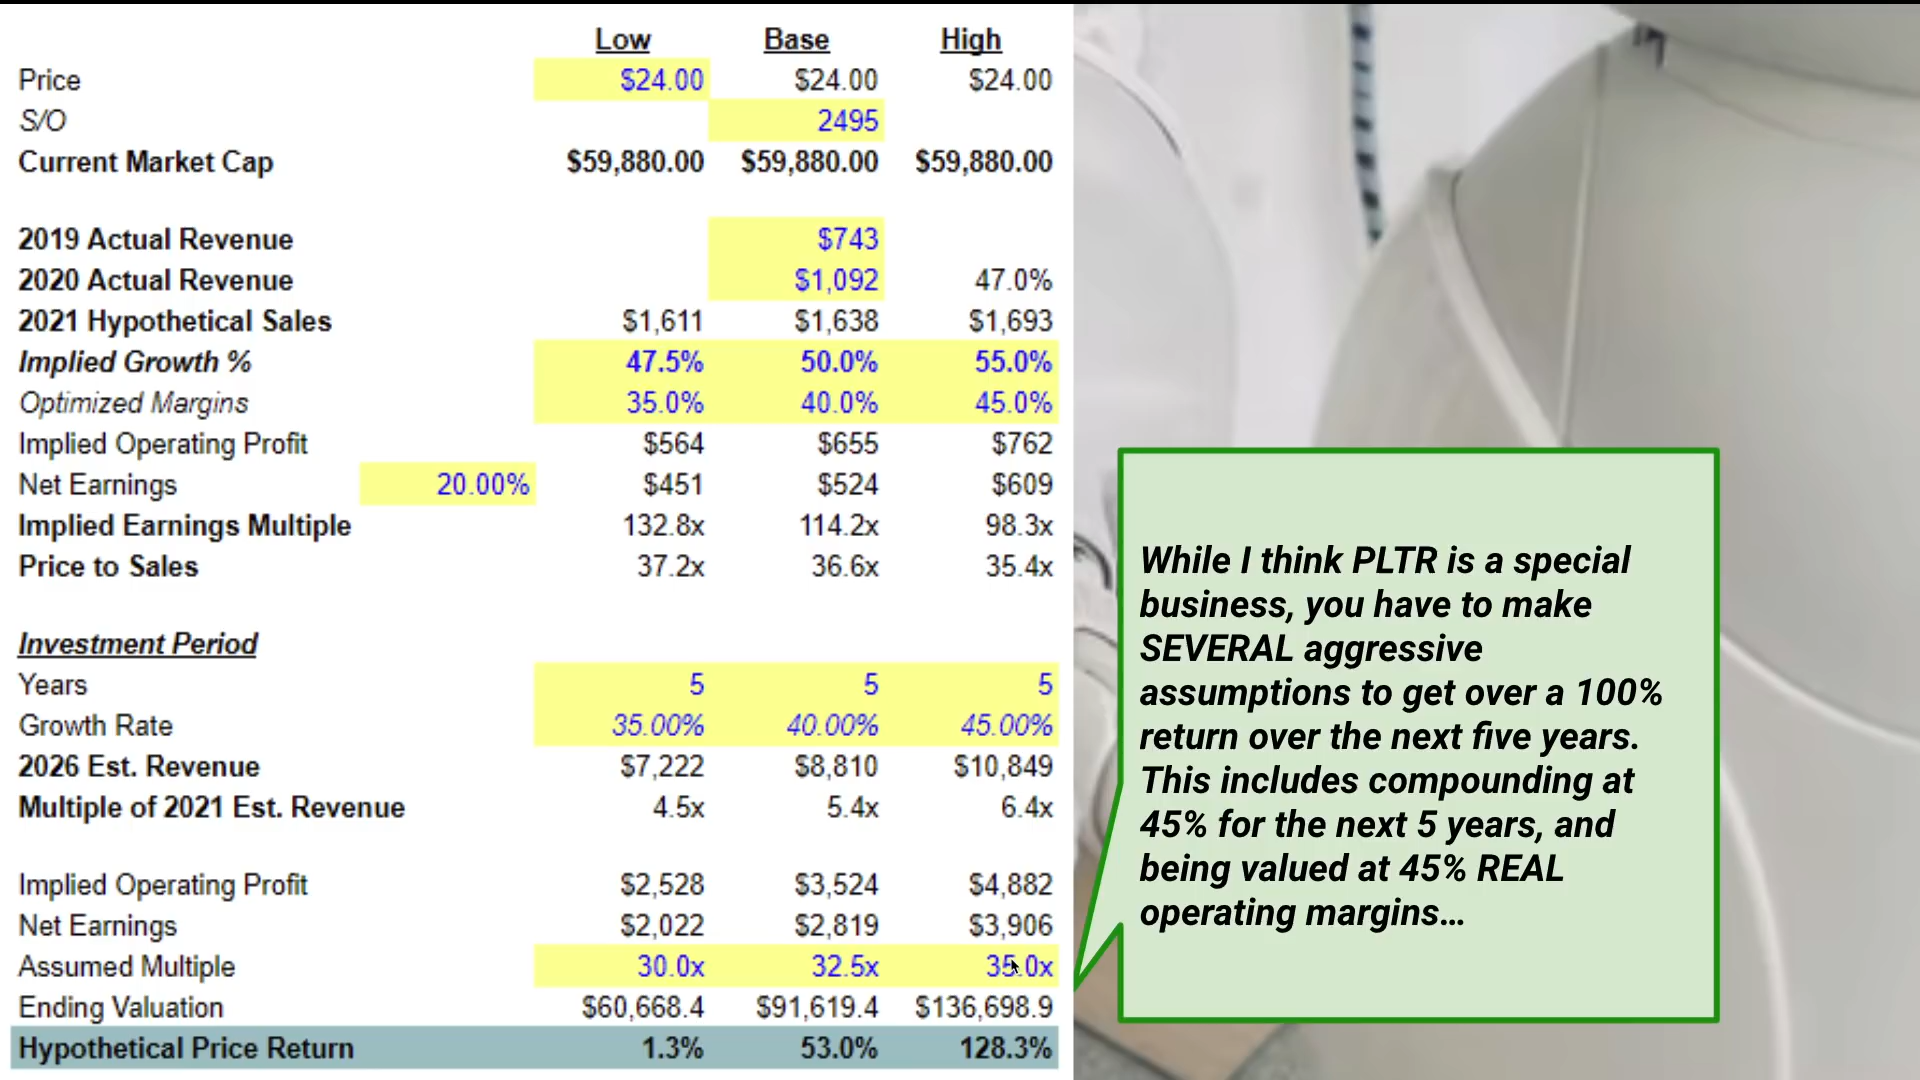 Low Base High
Price $24.00 $24.00 $24.00
S/O 2495
Current Market Cap $59,880.00 $59,880.00 $59,880.00
2019 Actual Revenue $743
2020 Actual Revenue $1,092 47.0%
2021 Hypothetical Sales $1,611 $1,638 $1,693
Implied Growth % 47.5% 50.0% 55.0%
Optimized Margins 35.0% 40.0% 45.0%
Implied Operating Profit $564 $655 $762
Net Earnings 20.00% $451 $524 $609
Implied Earnings Multiple 132.8x 114.2x 98.3x
Price to Sales 37.2x 36.6x 35.4x
Investment Period
Years 5 5 5
Growth Rate 35.00% 40.00% 45.00%
2026 Est. Revenue $7,222 $8,810 $10,849
Multiple of 2021 Est. Revenue 4.5x 5.4x 6.4x
Implied Operating Profit $2,528 $3,524 $4,882
Net Earnings $2,022 $2,819 $3,906
Assumed Multiple 30.0x 32.5x 35.0x
Ending Valuation $60,668.4 $91,619.4 $136,698.9
Hypothetical Price Return 1.3% 53.0% 128.3%
While I think PLTR is a special
business, you have to make
SEVERAL aggressive
assumptions to get over a 100%
return over the next five years.
This includes compounding at
45% for the next 5 years, and
being valued at 45% REAL
operating margins…